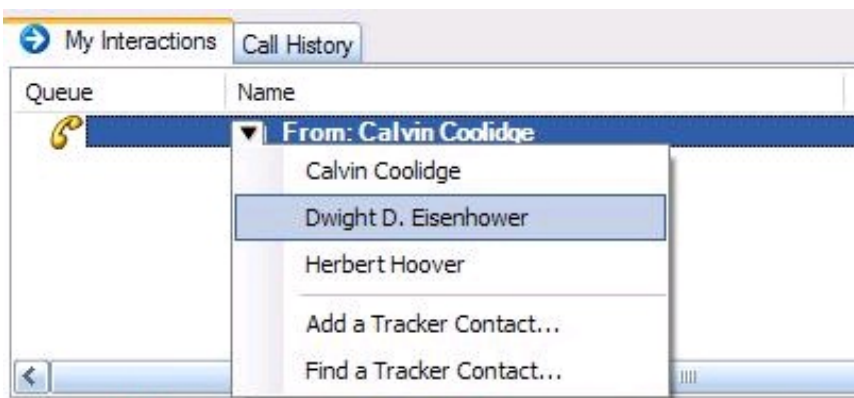 My Interactions Call History
Queue Name
From: Calvin Coolidge
Calvin Coolidge
Dwight D. Eisenhower
Herbert Hoover
Add a Tracker Contact...
Find a Tracker Contact...